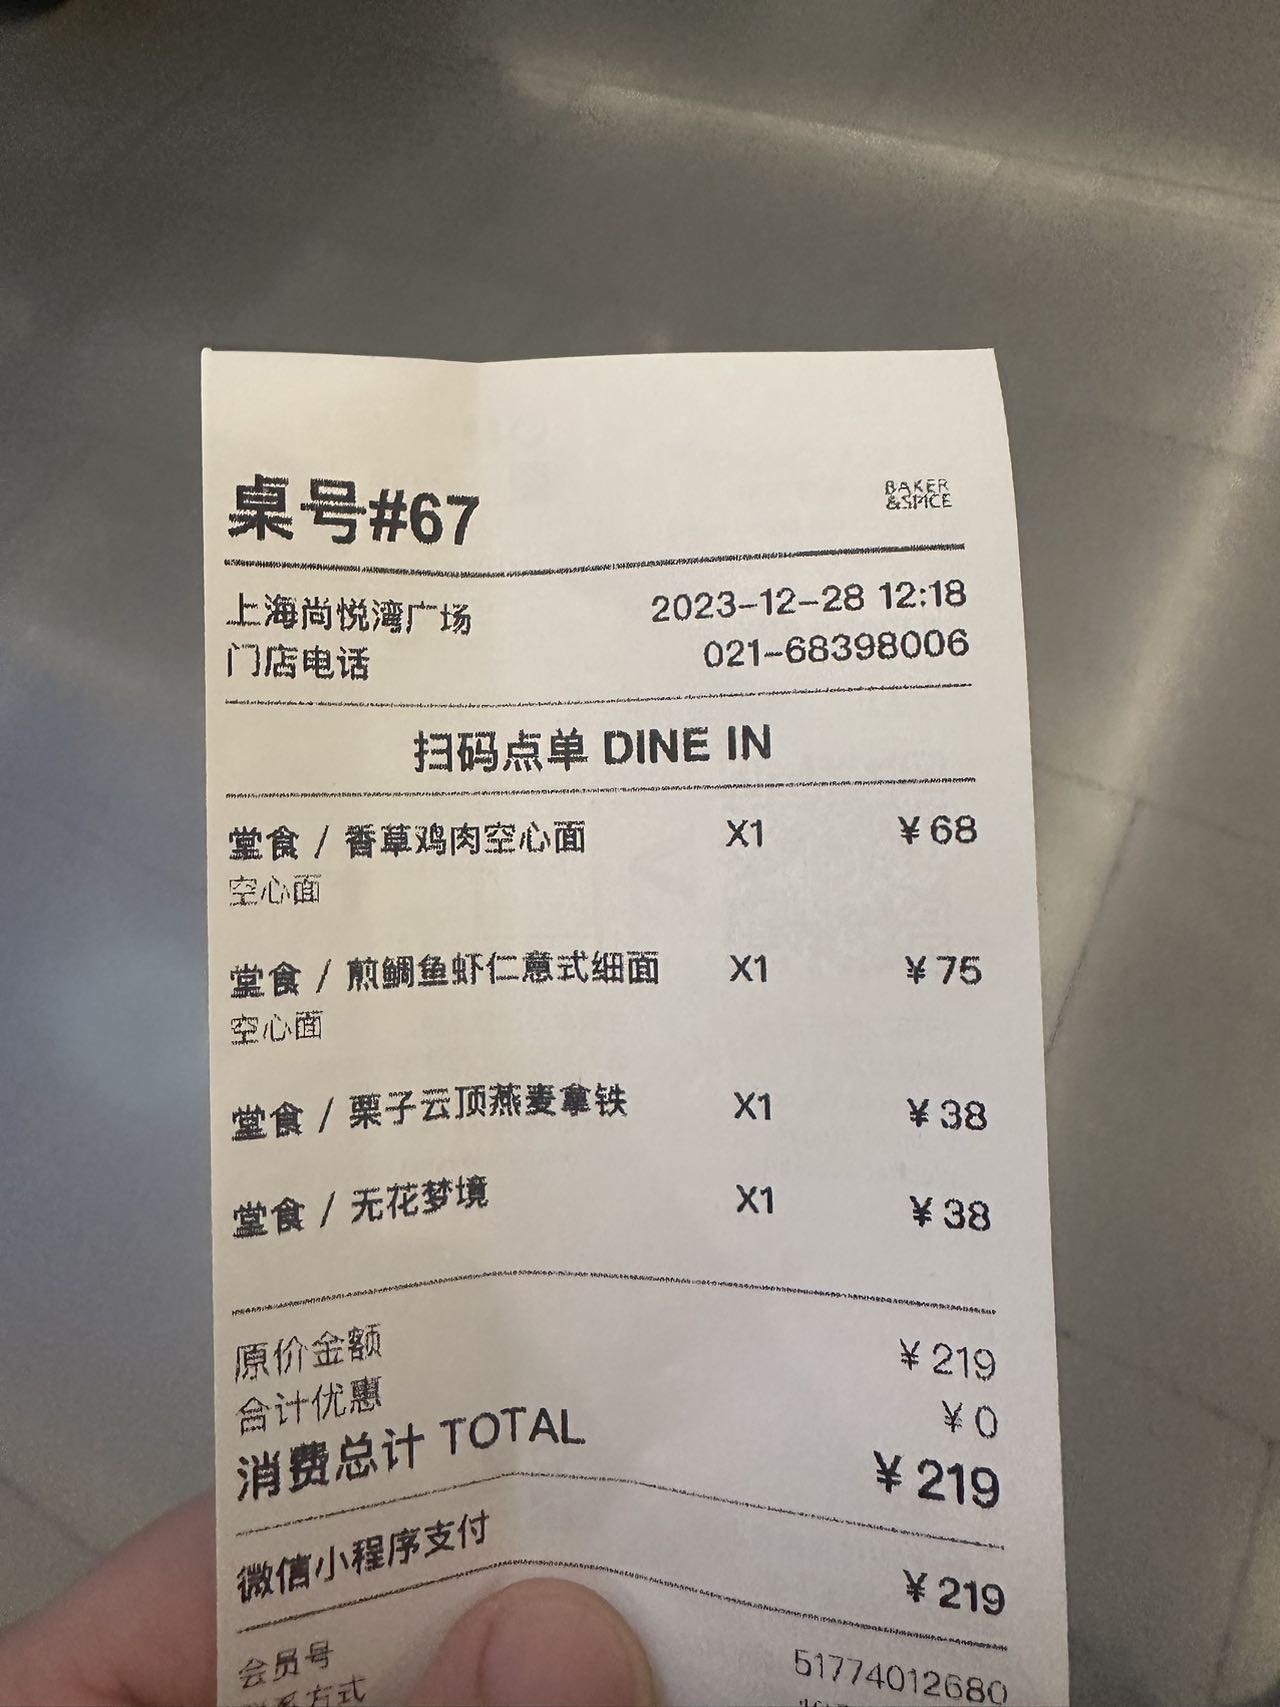 桌号#67
BAKER
&SPICE
上海尚悦湾广场 2023-12-28 12:18
门店电话 021-68398006
扫码点单 DINE IN
堂食 / 香草鸡肉空心面 X1 ¥68
空心面
堂食 / 煎鲷鱼虾仁意式细面 X1 ¥75
空心面
堂食 / 栗子云顶燕麦拿铁 X1 ¥38
堂食 / 无花梦境 X1 ¥38
原价金额 ¥219
合计优惠 ¥0
消费总计 TOTAL ¥219
微信小程序支付 ¥219
会员号 51774012680
系方式